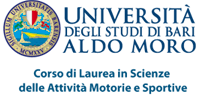 UNIVERSITÀ
DEGLI STUDI DI BARI
ALDO MORO
Corso di Laurea in Scienze
delle Attività Motorie e Sportive